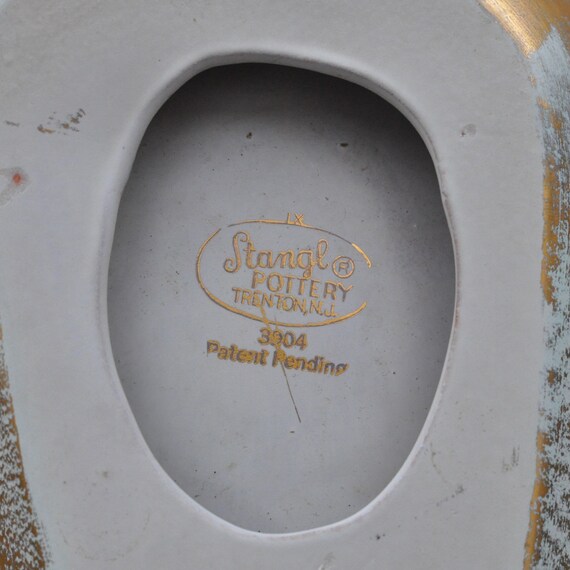 Stangl®
POTTERY
TRENTON, N.J.
3904
Patent Pending